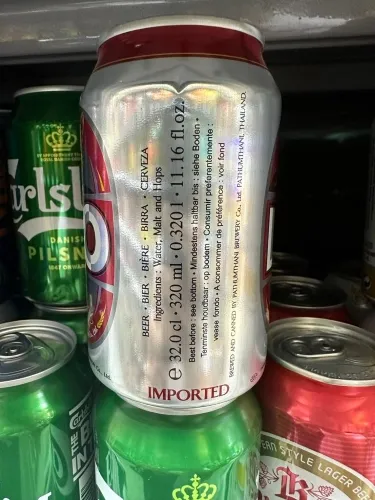 BEER • BIER • BIÈRE • BIRRA • CERVEZA
Ingredients : Water, Malt and Hops
℮ 32.0 cl • 320 ml • 0.320 l • 11.16 fl.oz.
Best before : see bottom • Mindestens haltbar bis : siehe Boden •
Tenminste houdbaar : op bodem • Consumir preferentemente :
vease fondo • A consommer de préférence : voir fond
BREWED AND CANNED BY PATHUMTHANI BREWERY Co., Ltd. PATHUMTHANI, THAILAND.
IMPORTED
O
Carlsb
DANISH
PILSN
1847
STYLE LAGER BE